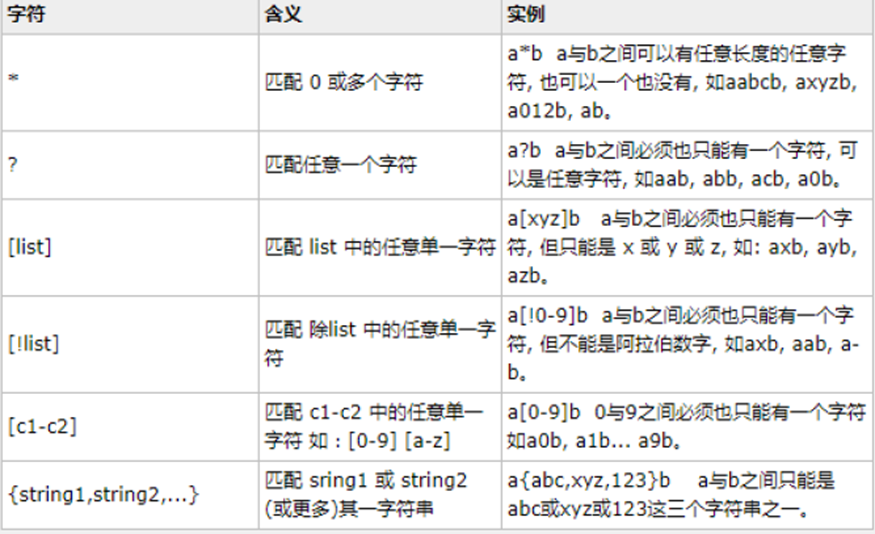 字符 含义 实例
* 匹配 0 或多个字符 a*b a与b之间可以有任意长度的任意字
符, 也可以一个也没有, 如aabcb, axyzb,
a012b, ab。
? 匹配任意一个字符 a?b a与b之间必须也只能有一个字符, 可
以是任意字符, 如aab, abb, acb, a0b。
[list] 匹配 list 中的任意单一字符 a[xyz]b a与b之间必须也只能有一个字
符, 但只能是 x 或 y 或 z, 如: axb, ayb,
azb。
[!list] 匹配 除list 中的任意单一字
符 a[!0-9]b a与b之间必须也只能有一个字
符, 但不能是阿拉伯数字, 如axb, aab, a-
b。
[c1-c2] 匹配 c1-c2 中的任意单一
字符 如：[0-9] [a-z] a[0-9]b 0与9之间必须也只能有一个字符
如a0b, a1b... a9b。
{string1,string2,...} 匹配 sring1 或 string2
(或更多)其一字符串 a{abc,xyz,123}b a与b之间只能是
abc或xyz或123这三个字符串之一。